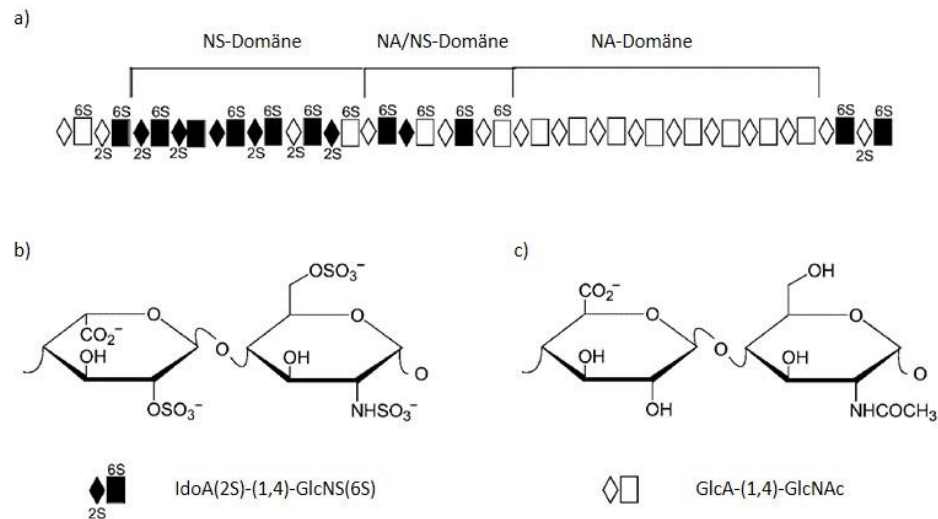 a)
NS-Domäne NA/NS-Domäne NA-Domäne
6S 6S 6S 6S 6S 6S 6S 6S 6S 6S 6S 6S 6S
2S 2S 2S 2S 2S 2S 2S
b)
OSO₃⁻
O
CO₂⁻
OH
OSO₃⁻
O
O
OH
NHSO₃⁻
O
c)
CO₂⁻
OH
O
OH
OH
O
O
OH
NHCOCH₃
O
6S
2S
IdoA(2S)-(1,4)-GlcNS(6S)
GlcA-(1,4)-GlcNAc